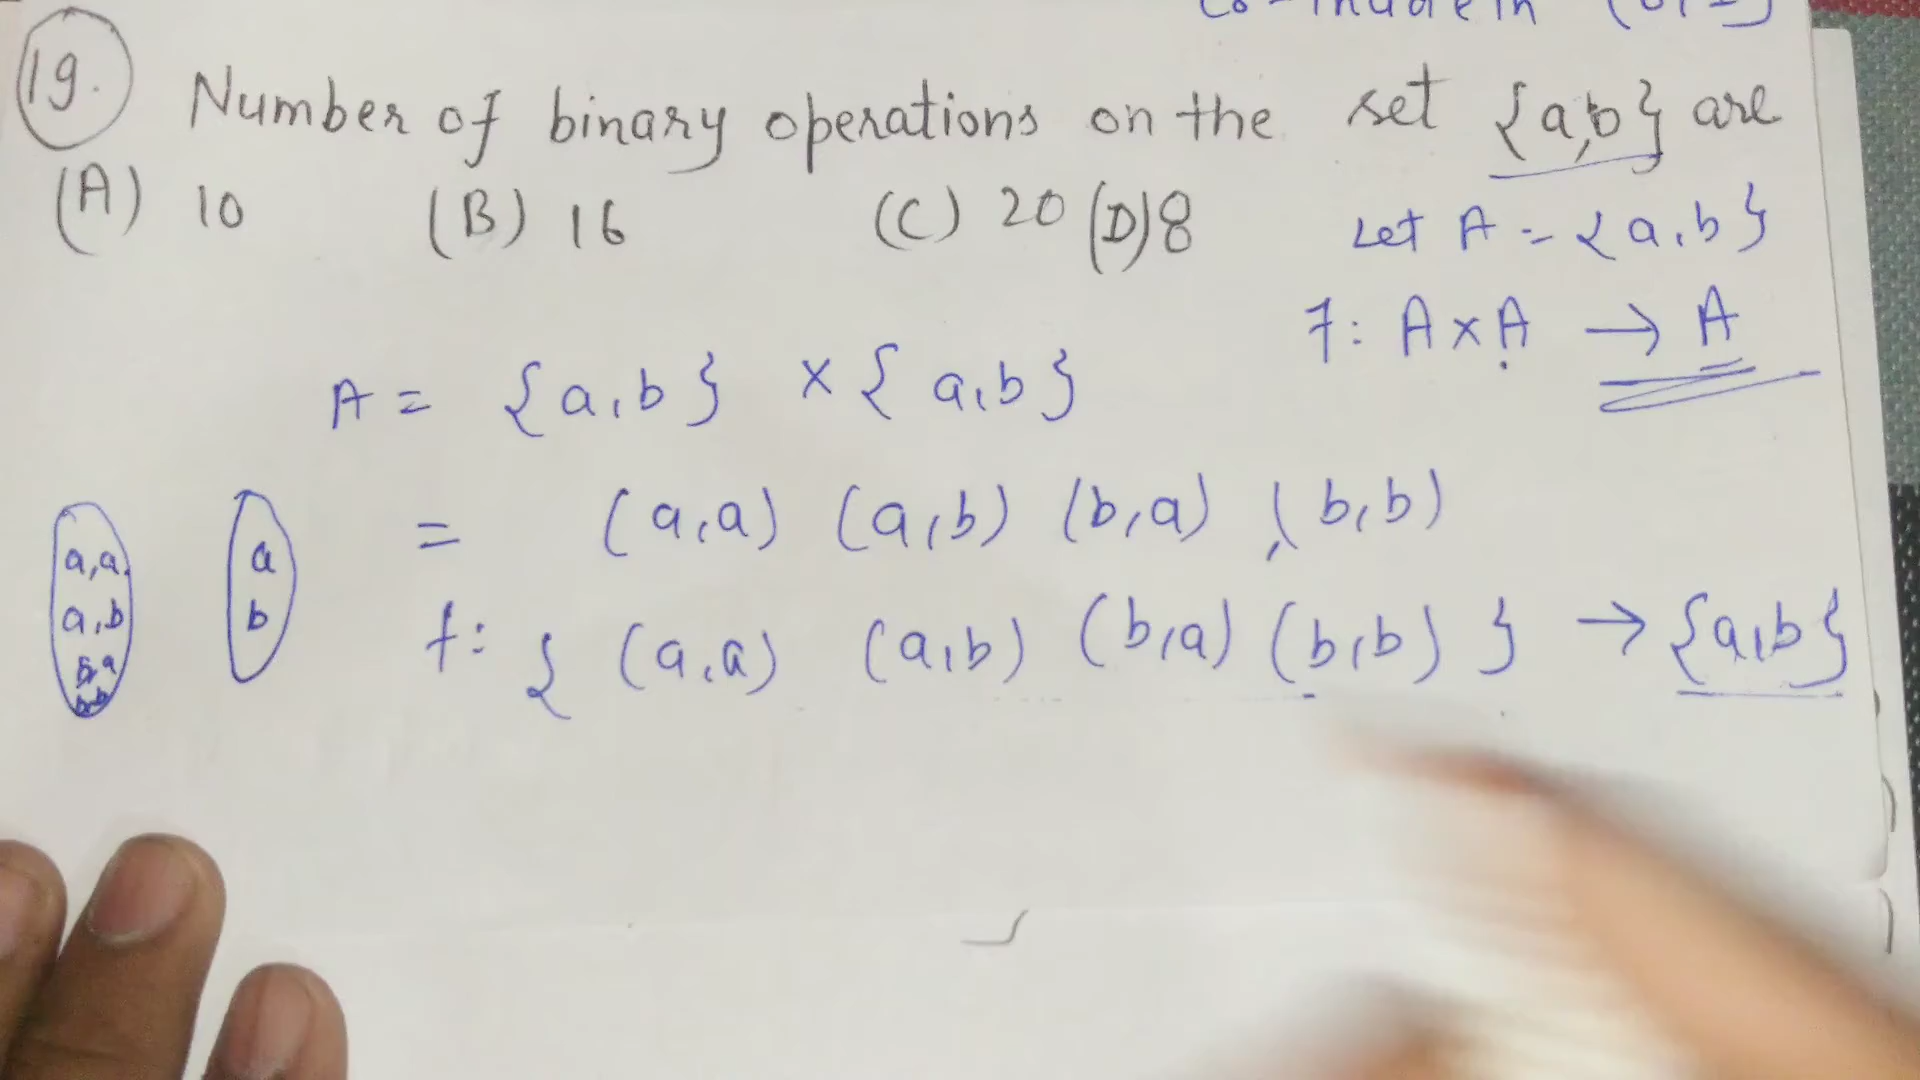 19. Number of binary operations on the set {a,b} are
(A) 10 (B) 16 (C) 20 (D) 8
Let A = {a,b}
f: A × A → A
A = {a,b} × {a,b}
= (a,a) (a,b) (b,a), (b,b)
f: { (a,a) (a,b) (b,a) (b,b) } → {a,b}
a,a
a,b
b,a
b,b
a
b